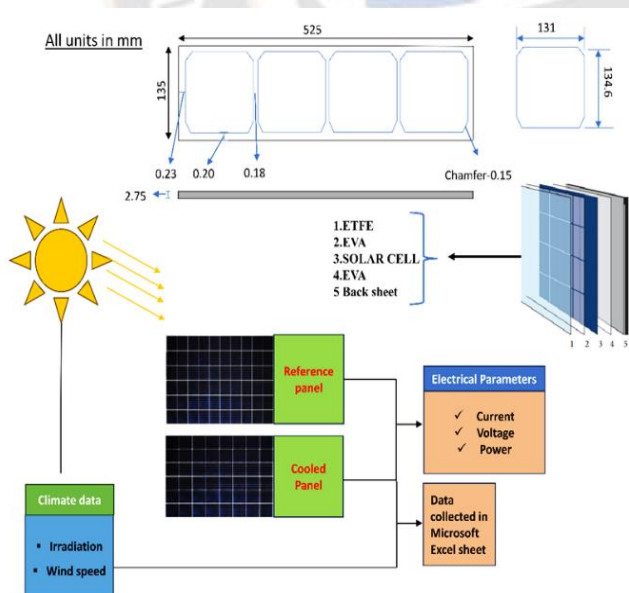 All units in mm
525
135
131
134.6
0.23
0.20
0.18
Chamfer-0.15
2.75
1.ETFE
2.EVA
3.SOLAR CELL
4.EVA
5 Back sheet
1 2 3 4 5
Reference
panel
Cooled
Panel
Electrical Parameters
✓ Current
✓ Voltage
✓ Power
Climate data
▪ Irradiation
▪ Wind speed
Data
collected in
Microsoft
Excel sheet